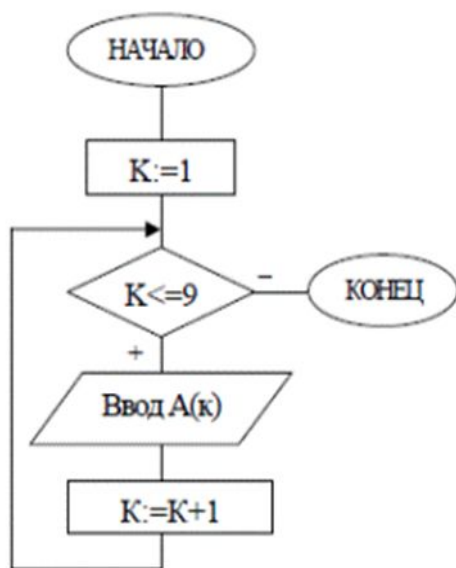 НАЧАЛО
K:=1
K<=9
–
КОНЕЦ
+
Ввод А(к)
К:=К+1